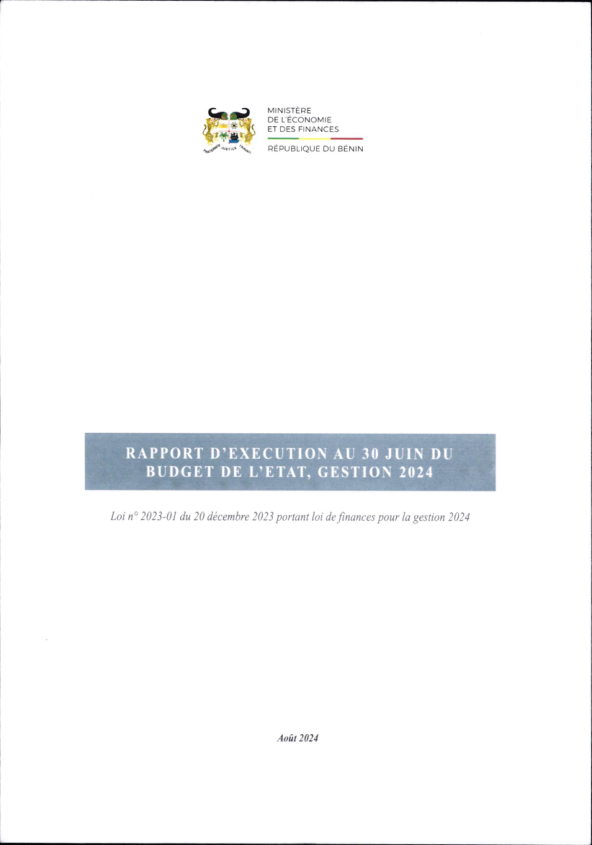 MINISTÈRE
DE L'ÉCONOMIE
ET DES FINANCES
RÉPUBLIQUE DU BÉNIN
RAPPORT D'EXECUTION AU 30 JUIN DU
BUDGET DE L'ETAT, GESTION 2024
Loi n° 2023-01 du 20 décembre 2023 portant loi de finances pour la gestion 2024
Août 2024